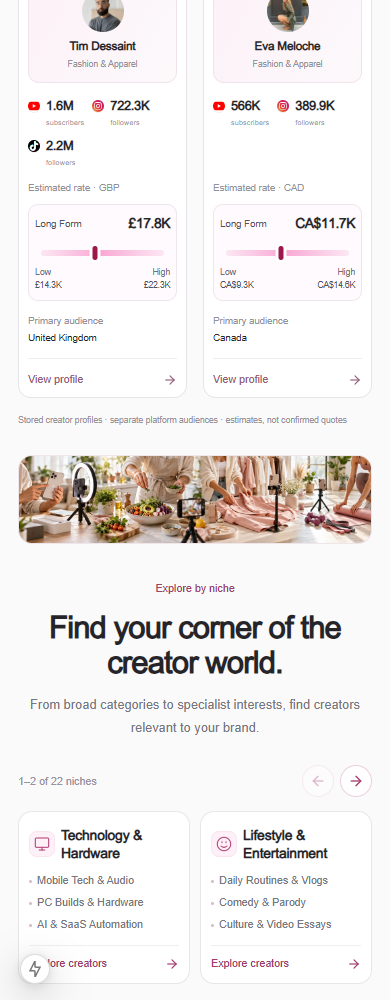 Tim Dessaint
Fashion & Apparel
1.6M
subscribers
722.3K
followers
2.2M
followers
Estimated rate · GBP
Long Form £17.8K
Low High
£14.3K £22.3K
Primary audience
United Kingdom
View profile
Eva Meloche
Fashion & Apparel
566K
subscribers
389.9K
followers
Estimated rate · CAD
Long Form CA$11.7K
Low High
CA$9.3K CA$14.6K
Primary audience
Canada
View profile
Stored creator profiles · separate platform audiences · estimates, not confirmed quotes
Explore by niche
Find your corner of the
creator world.
From broad categories to specialist interests, find creators
relevant to your brand.
1–2 of 22 niches
Technology &
Hardware
• Mobile Tech & Audio
• PC Builds & Hardware
• AI & SaaS Automation
creators
Lifestyle &
Entertainment
• Daily Routines & Vlogs
• Comedy & Parody
• Culture & Video Essays
Explore creators